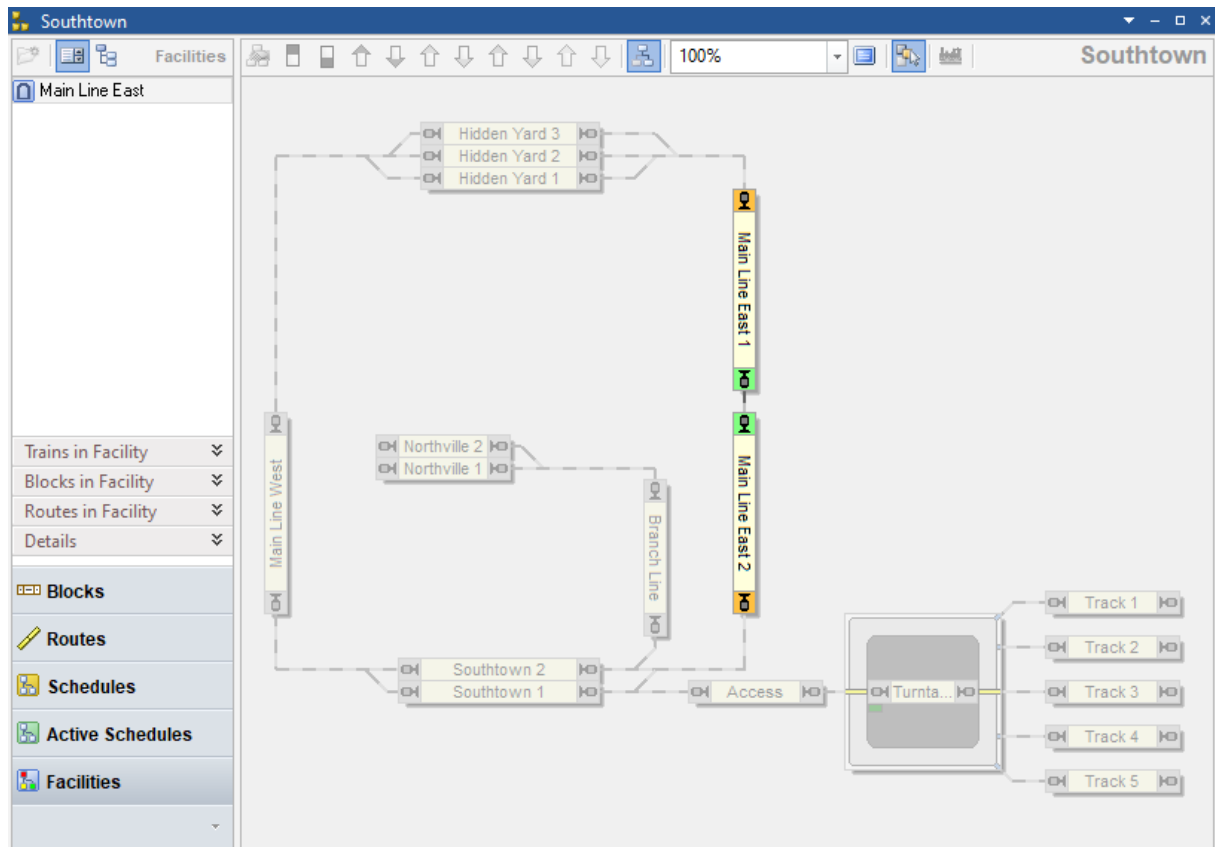 Southtown
Facilities
100%
Southtown
Main Line East
Hidden Yard 3
Hidden Yard 2
Hidden Yard 1
Main Line East 1
Trains in Facility
Blocks in Facility
Routes in Facility
Details
Main Line West
Northville 2
Northville 1
Branch Line
Main Line East 2
Blocks
Routes
Schedules
Active Schedules
Facilities
Southtown 2
Southtown 1
Access
Turnta...
Track 1
Track 2
Track 3
Track 4
Track 5